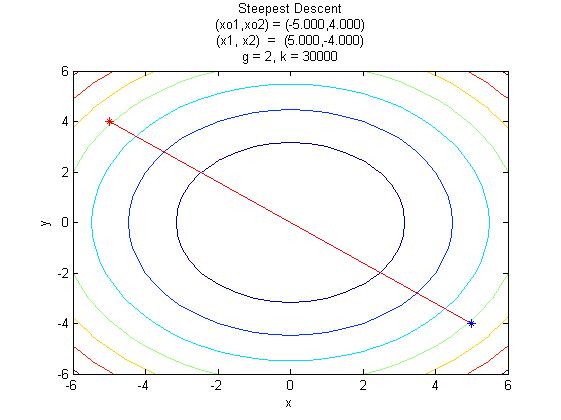 Steepest Descent
(xo1,xo2) = (-5.000,4.000)
(x1, x2)  =  (5.000,-4.000)
g = 2, k = 30000
6
4
2
0
-2
-4
-6
y
-6
-4
-2
0
2
4
6
x